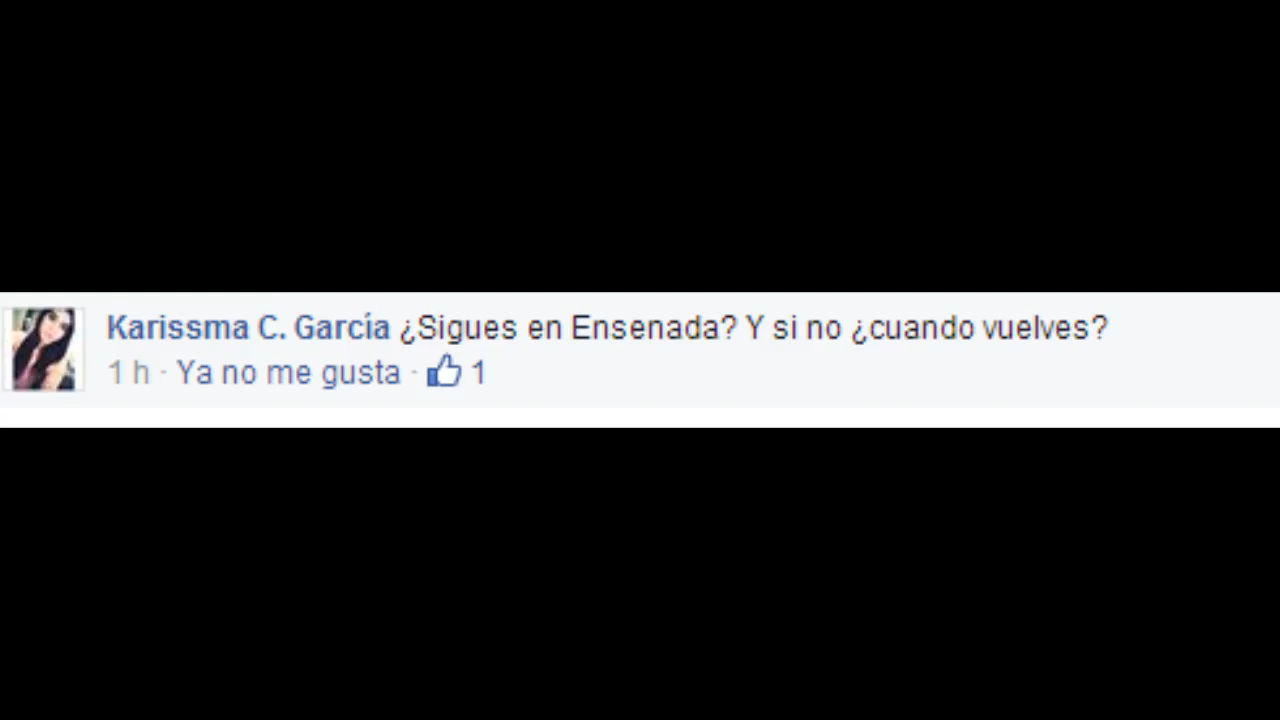 Karissma C. García ¿Sigues en Ensenada? Y si no ¿cuando vuelves?
1 h · Ya no me gusta · 1